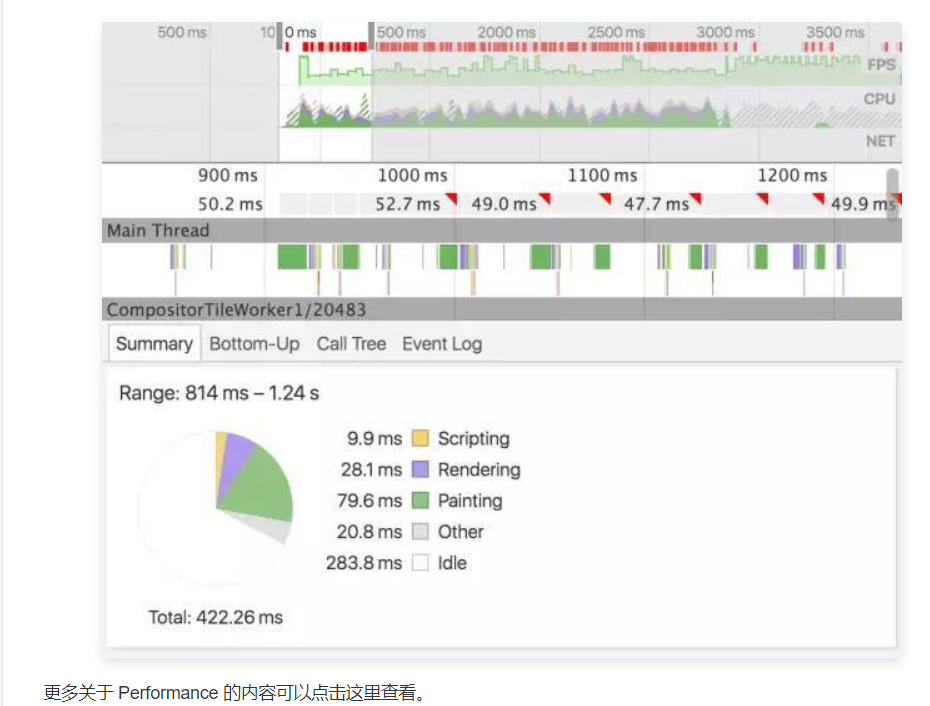 500 ms 10 0 ms 500 ms 2000 ms 2500 ms 3000 ms 3500 ms
FPS
CPU
NET
900 ms 1000 ms 1100 ms 1200 ms
50.2 ms 52.7 ms 49.0 ms 47.7 ms 49.9 ms
Main Thread
CompositorTileWorker1/20483
Summary Bottom-Up Call Tree Event Log
Range: 814 ms – 1.24 s
9.9 ms Scripting
28.1 ms Rendering
79.6 ms Painting
20.8 ms Other
283.8 ms Idle
Total: 422.26 ms
更多关于 Performance 的内容可以点击这里查看。